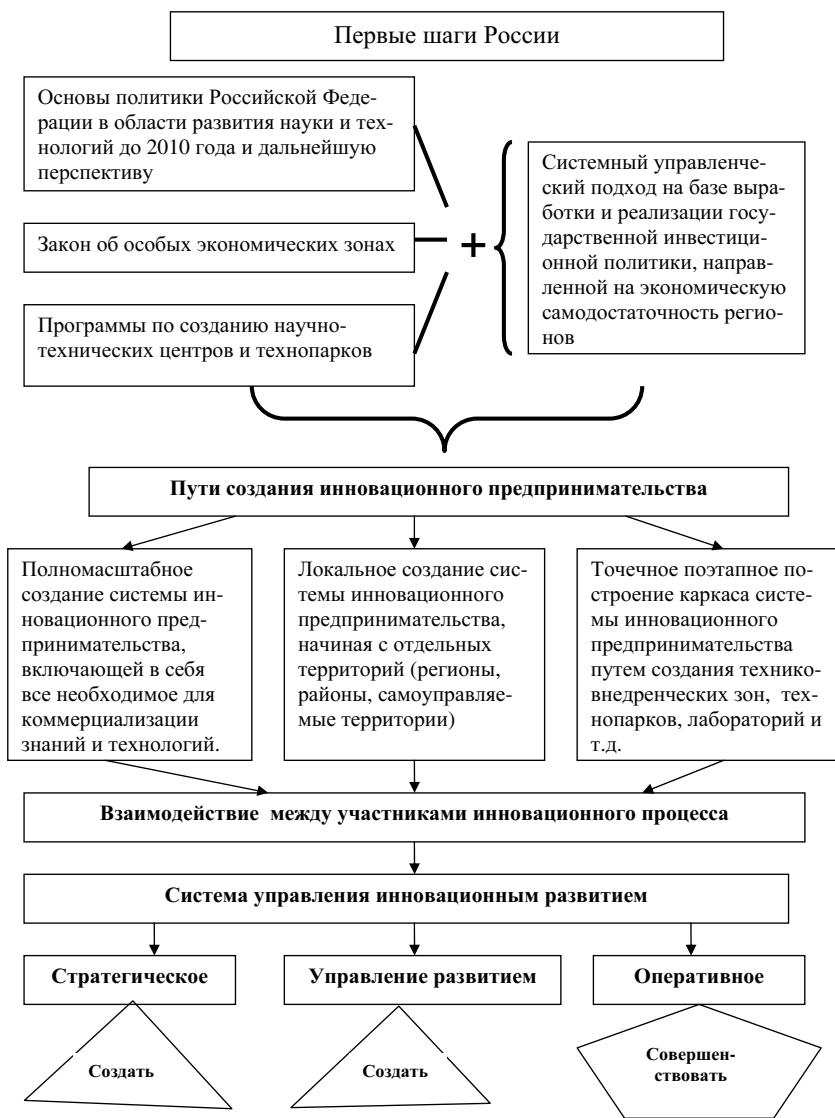 Первые шаги России
Основы политики Российской Феде-
рации в области развития науки и тех-
нологий до 2010 года и дальнейшую
перспективу
Закон об особых экономических зонах
Программы по созданию научно-
технических центров и технопарков
+
Системный управленче-
ский подход на базе выра-
ботки и реализации госу-
дарственной инвестици-
онной политики, направ-
ленной на экономическую
самодостаточность регио-
нов
Пути создания инновационного предпринимательства
Полномасштабное
создание системы ин-
новационного пред-
принимательства,
включающей в себя
все необходимое для
коммерциализации
знаний и технологий.
Локальное создание сис-
темы инновационного
предпринимательства,
начиная с отдельных
территорий (регионы,
районы, самоуправляе-
мые территории)
Точечное поэтапное по-
строение каркаса систе-
мы инновационного
предпринимательства
путем создания технико-
внедренческих зон, тех-
нопарков, лабораторий и
т.д.
Взаимодействие между участниками инновационного процесса
Система управления инновационным развитием
Стратегическое
Управление развитием
Оперативное
Создать
Создать
Совершен-
ствовать